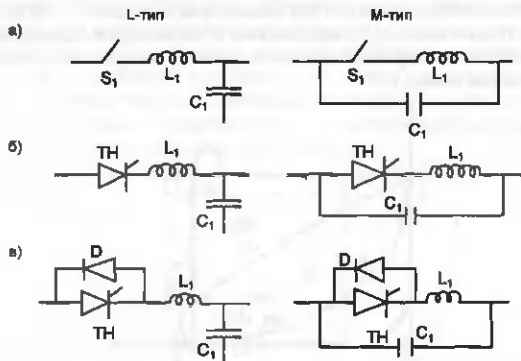 L-тип M-тип
а)
S₁ L₁ C₁
S₁ L₁ C₁
б)
TH L₁ C₁
TH L₁ C₁
в)
D L₁ TH C₁
D L₁ TH C₁